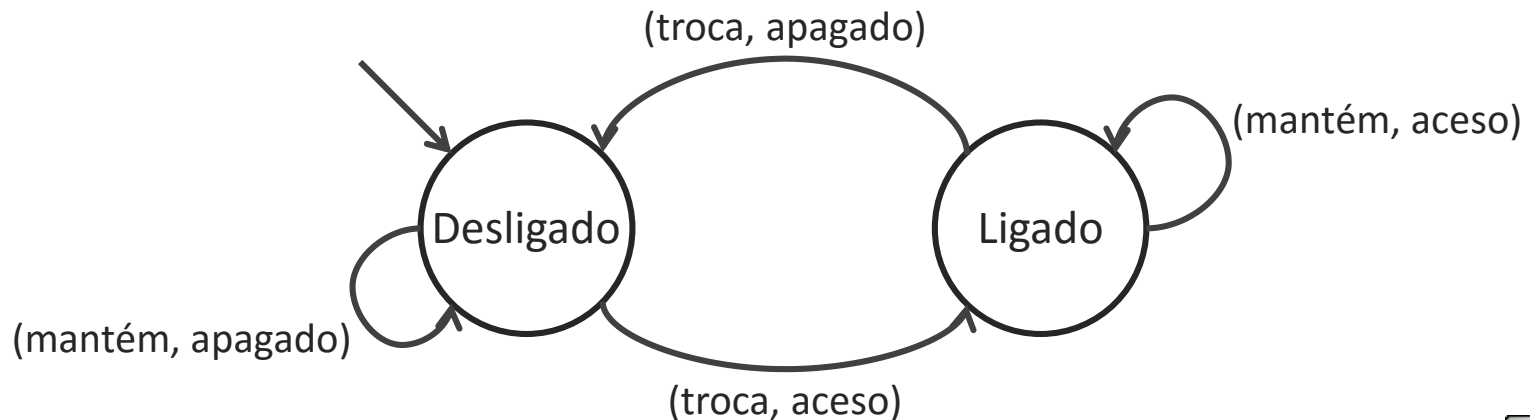 (troca, apagado)
(mantém, aceso)
Desligado
Ligado
(mantém, apagado)
(troca, aceso)